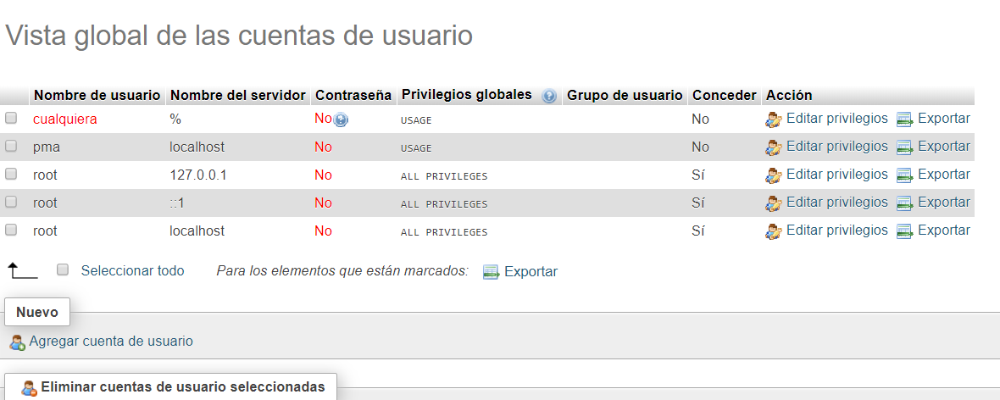 Vista global de las cuentas de usuario
Nombre de usuario Nombre del servidor Contraseña Privilegios globales Grupo de usuario Conceder Acción
cualquiera % No USAGE No Editar privilegios Exportar
pma localhost No USAGE No Editar privilegios Exportar
root 127.0.0.1 No ALL PRIVILEGES Sí Editar privilegios Exportar
root ::1 No ALL PRIVILEGES Sí Editar privilegios Exportar
root localhost No ALL PRIVILEGES Sí Editar privilegios Exportar
Seleccionar todo Para los elementos que están marcados: Exportar
Nuevo
Agregar cuenta de usuario
Eliminar cuentas de usuario seleccionadas